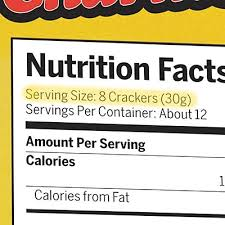 Nutrition Facts
Serving Size: 8 Crackers (30g)
Servings Per Container: About 12
Amount Per Serving
Calories
1
Calories from Fat